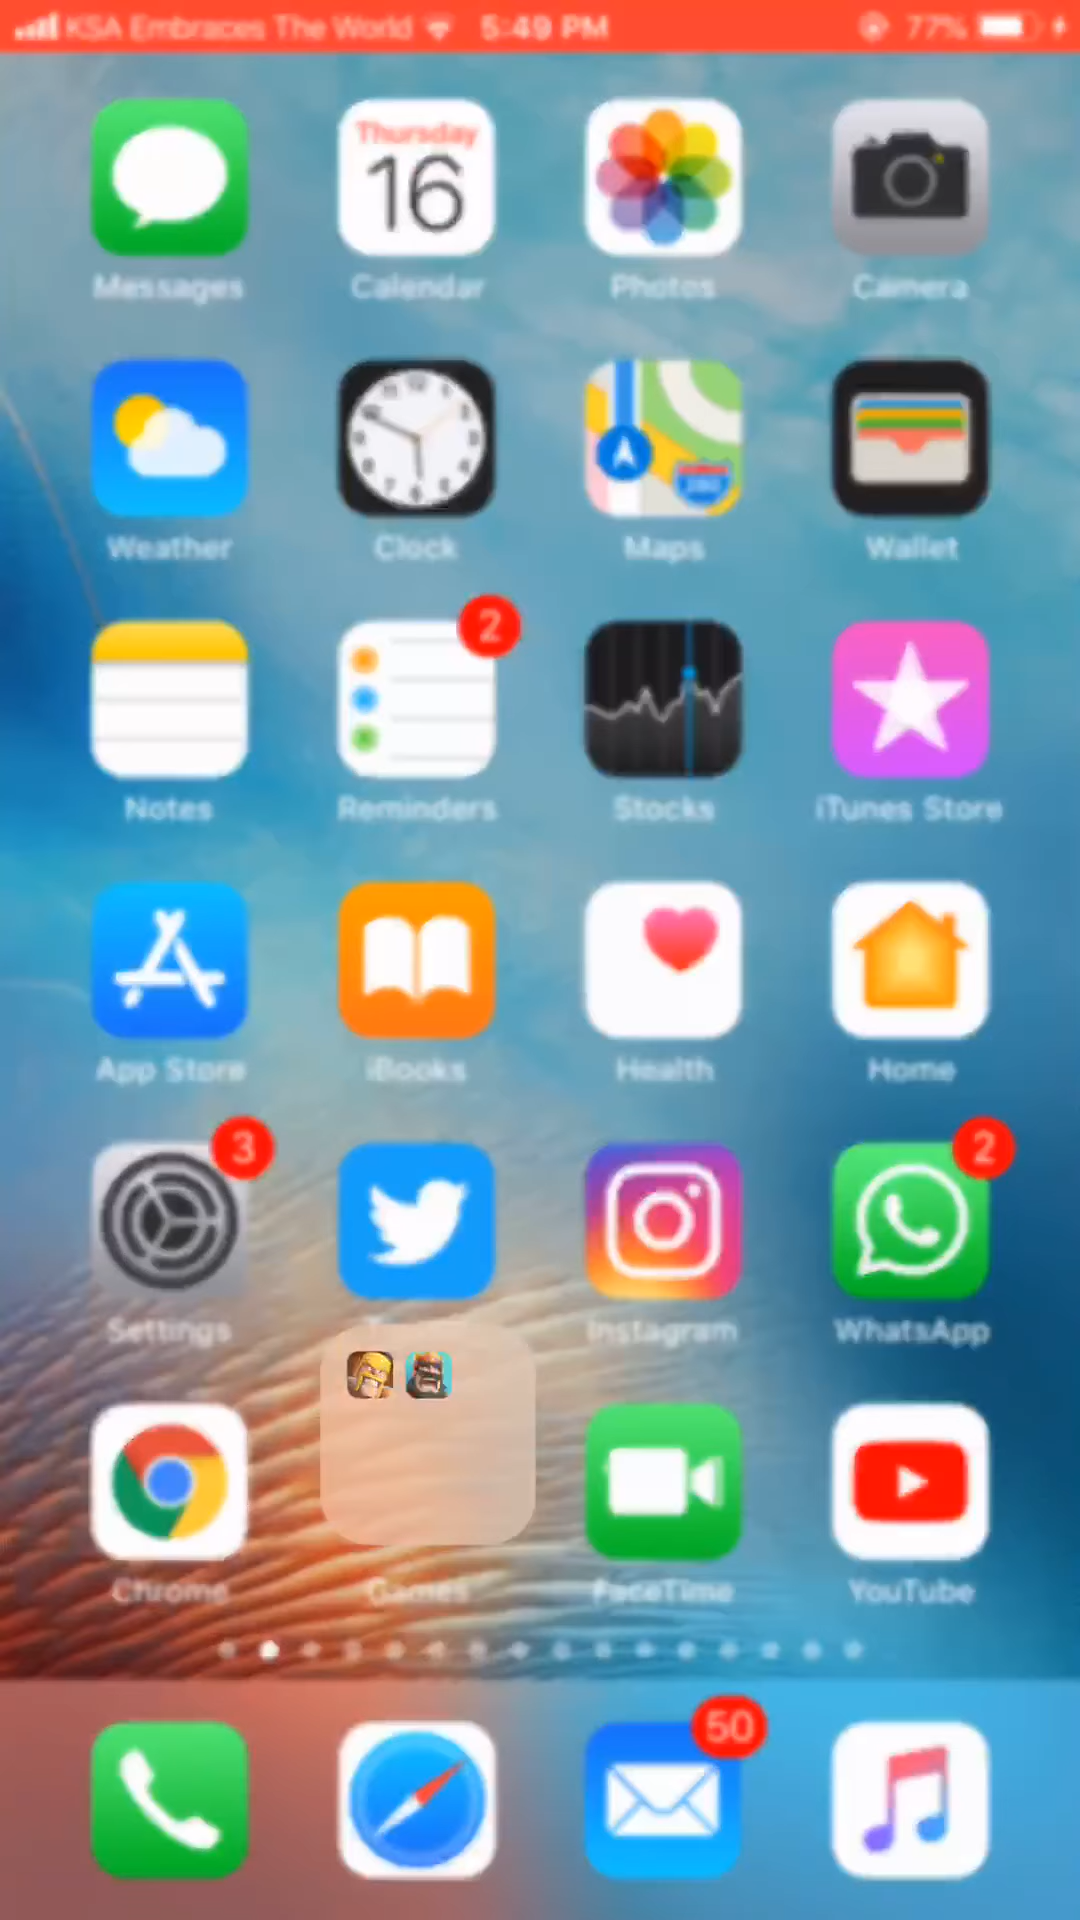 KSA Embraces The World 5:49 PM 77%
Thursday
16
Messages Calendar Photos Camera
Weather Clock Maps Wallet
2
Notes Reminders Stocks iTunes Store
App Store iBooks Health Home
3 2
Settings Instagram WhatsApp
Chrome Games FaceTime YouTube
50